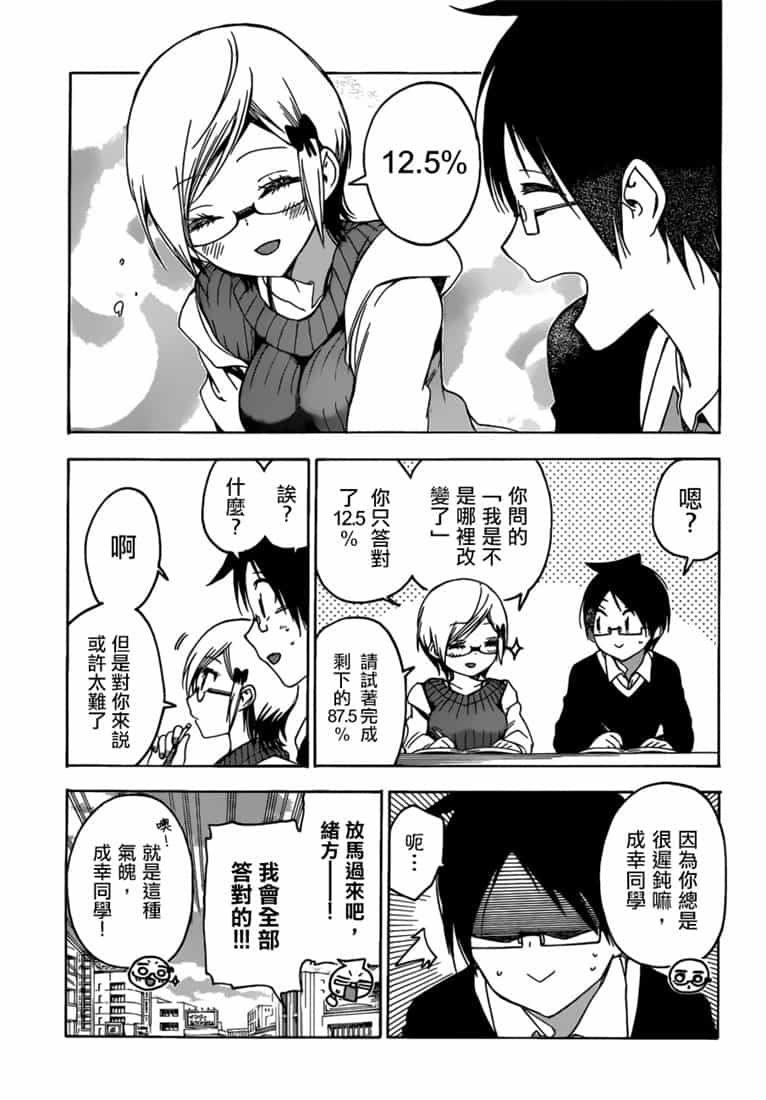 12.5%
嗯?
你問的
「我是不
是哪裡改
變了」
你只答對
了12.5
%
請試著完成
剩下的
87.5%
誒?
什麼?
啊
但是對你來說
或許太難了
因為你總是
很遲鈍嘛,
成幸同學
呃…
放馬過來吧,
緒方——!
我會全部
答對的!!!
噢!
就是這種
氣魄,
成幸同學!